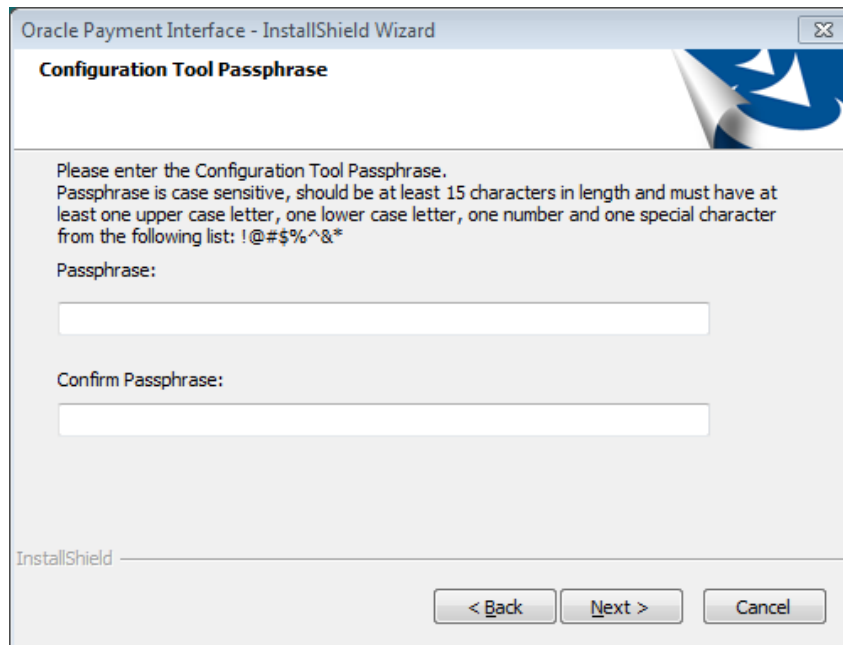 Oracle Payment Interface - InstallShield Wizard
Configuration Tool Passphrase
Please enter the Configuration Tool Passphrase.
Passphrase is case sensitive, should be at least 15 characters in length and must have at
least one upper case letter, one lower case letter, one number and one special character
from the following list: !@#$%^&*
Passphrase:
Confirm Passphrase:
InstallShield
< Back Next > Cancel